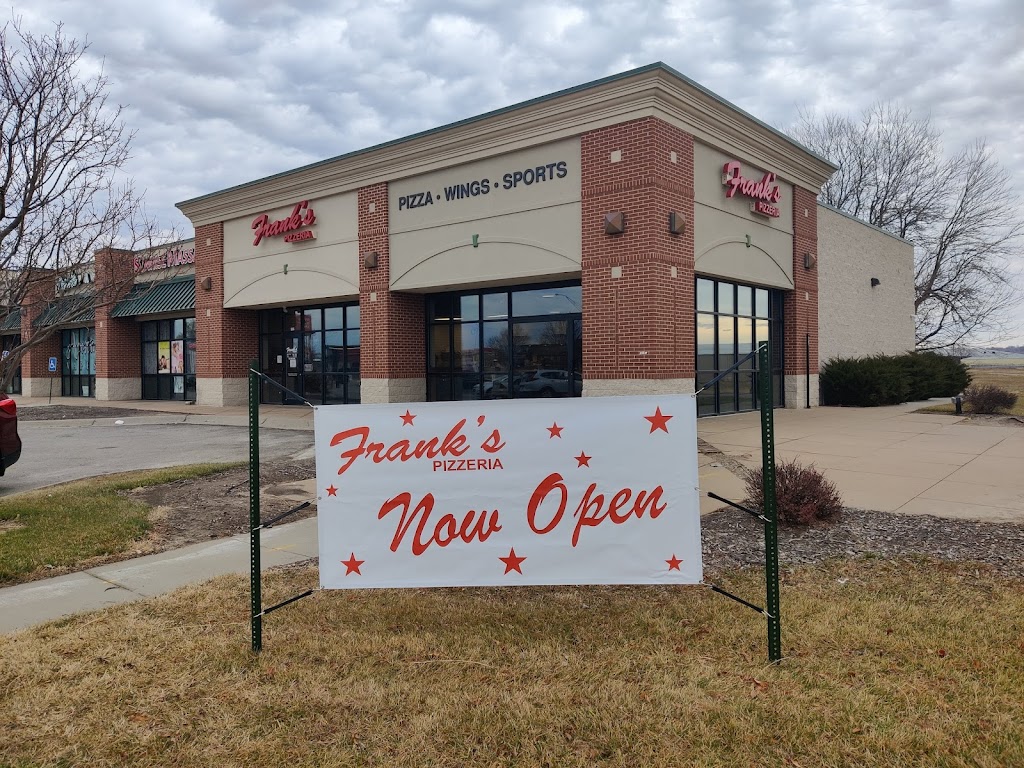 Frank's
PIZZERIA
PIZZA • WINGS • SPORTS
Frank's
PIZZERIA
Frank's
PIZZERIA
Now Open